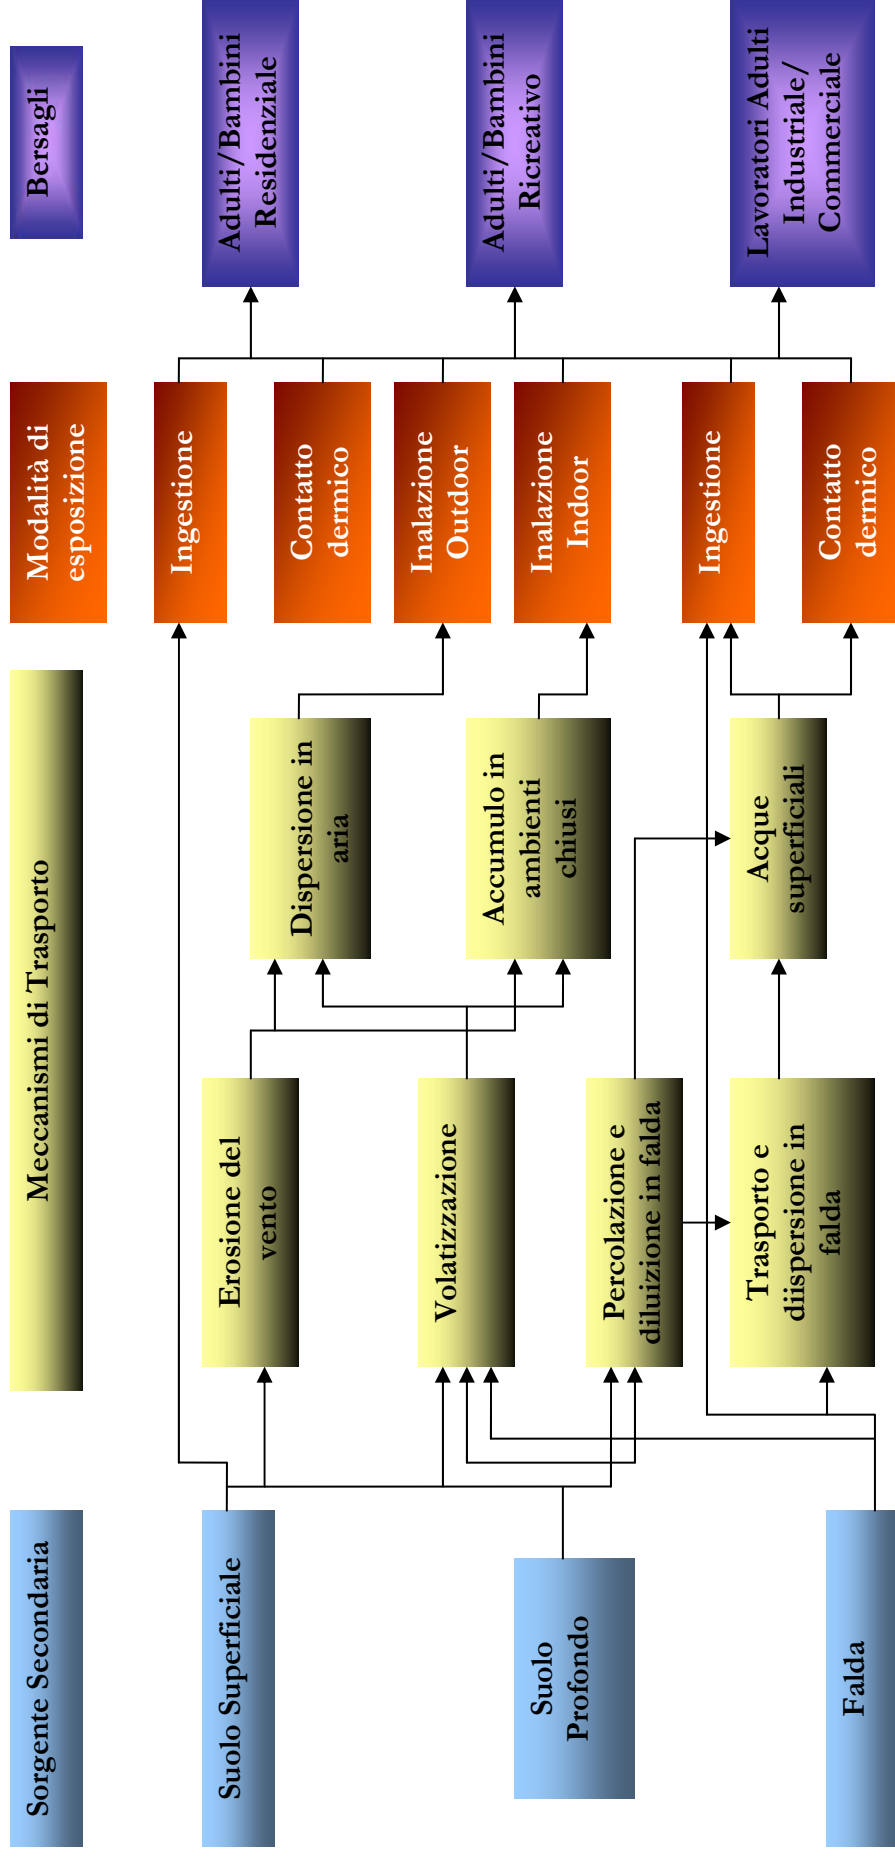 Sorgente Secondaria
Meccanismi di Trasporto
Modalità di
esposizione
Bersagli
Suolo Superficiale
Suolo
Profondo
Falda
Erosione del
vento
Volatizzazione
Percolazione e
diluizione in falda
Trasporto e
diispersione in
falda
Dispersione in
aria
Accumulo in
ambienti
chiusi
Acque
superficiali
Ingestione
Contatto
dermico
Inalazione
Outdoor
Inalazione
Indoor
Ingestione
Contatto
dermico
Adulti/Bambini
Residenziale
Adulti/Bambini
Ricreativo
Lavoratori Adulti
Industriale/
Commerciale